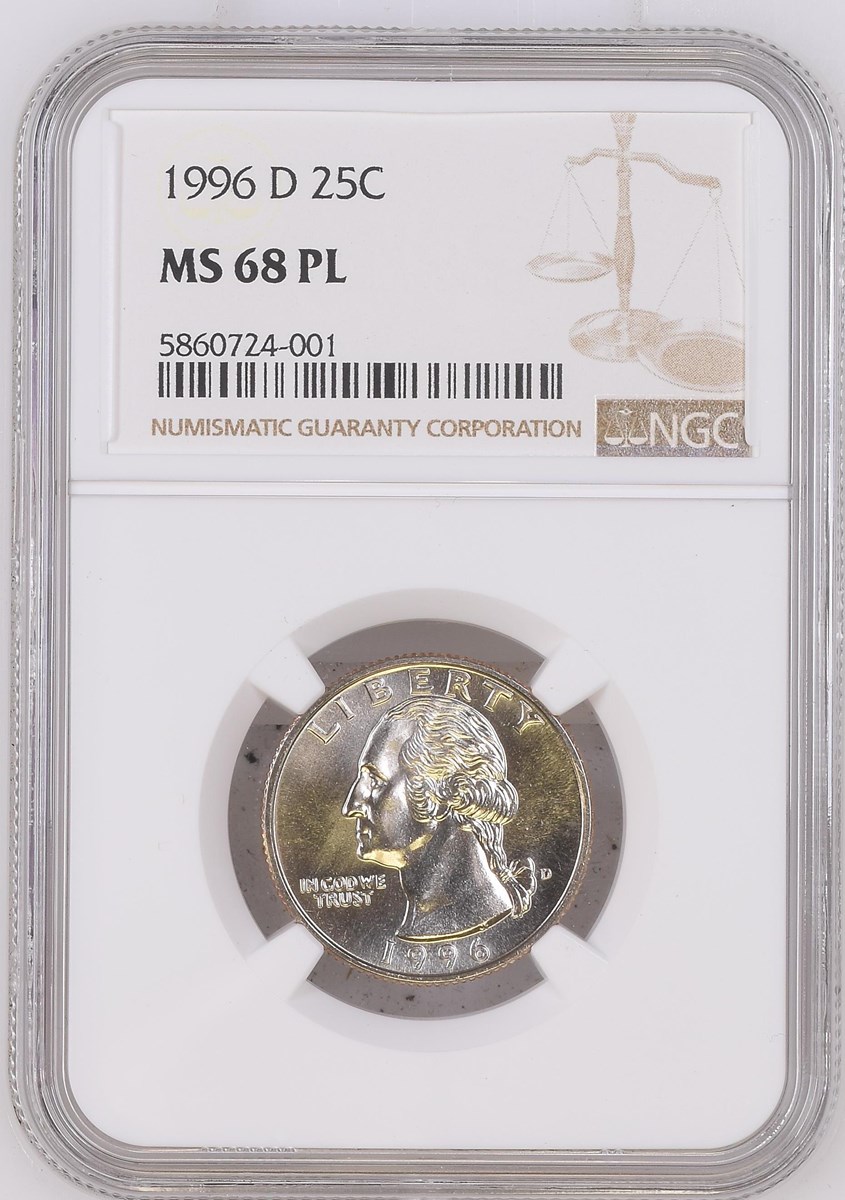 1996 D 25C
MS 68 PL
5860724-001
NUMISMATIC GUARANTY CORPORATION
NGC
LIBERTY
IN GOD WE
TRUST
D
1996